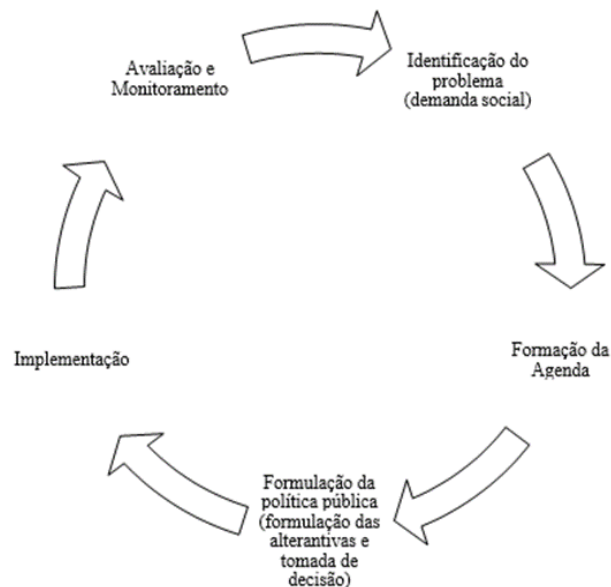 Avaliação e
Monitoramento
Identificação do
problema
(demanda social)
Formação da
Agenda
Formulação da
política pública
(formulação das
alterantivas e
tomada de
decisão)
Implementação